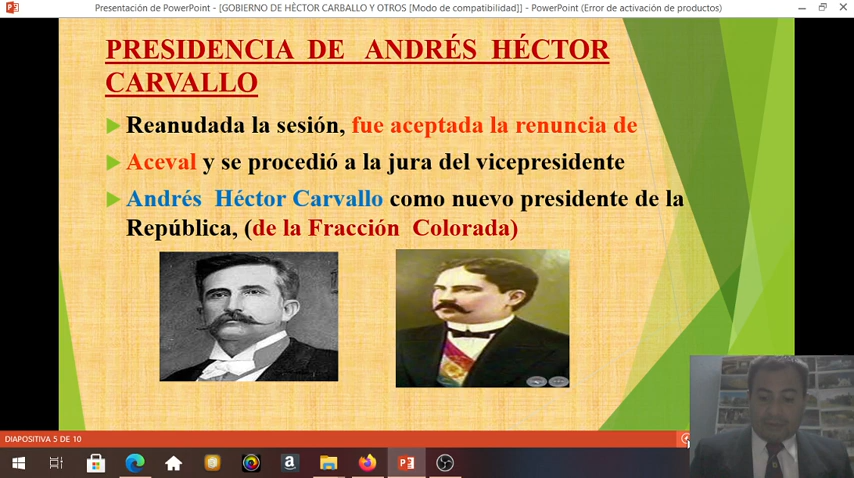 Presentación de PowerPoint - [GOBIERNO DE HÈCTOR CARBALLO Y OTROS [Modo de compatibilidad]] - PowerPoint (Error de activación de productos)
PRESIDENCIA DE ANDRÉS HÉCTOR
CARVALLO
Reanudada la sesión, fue aceptada la renuncia de
Aceval y se procedió a la jura del vicepresidente
Andrés Héctor Carvallo como nuevo presidente de la
República, (de la Fracción Colorada)
DIAPOSITIVA 5 DE 10